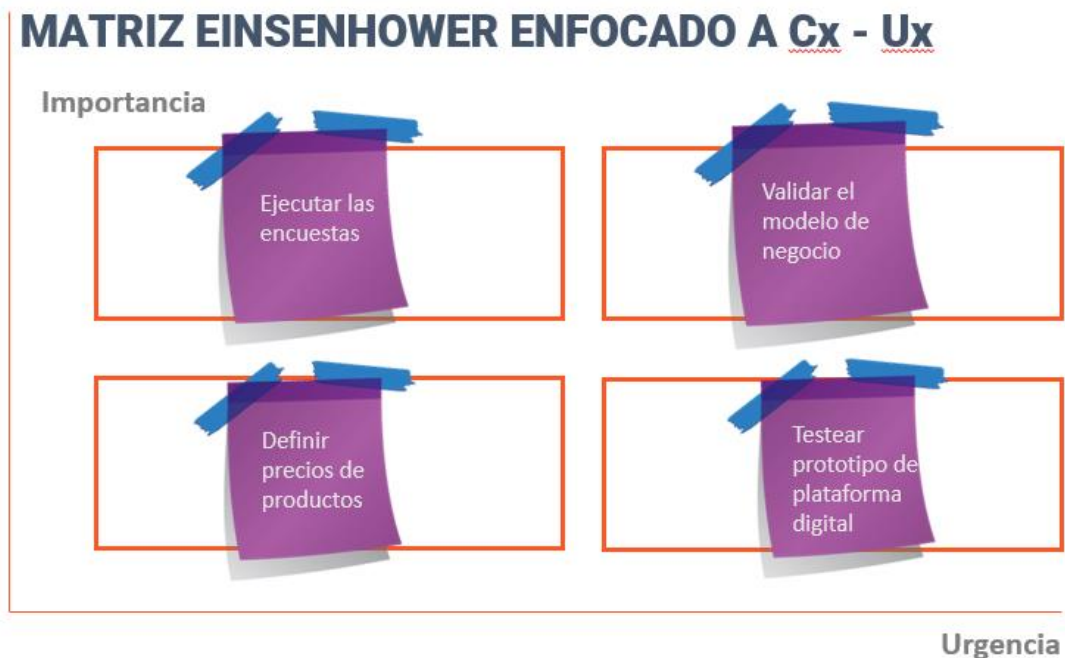 MATRIZ EINSENHOWER ENFOCADO A Cx - Ux
Importancia
Ejecutar las
encuestas
Validar el
modelo de
negocio
Definir
precios de
productos
Testear
prototipo de
plataforma
digital
Urgencia